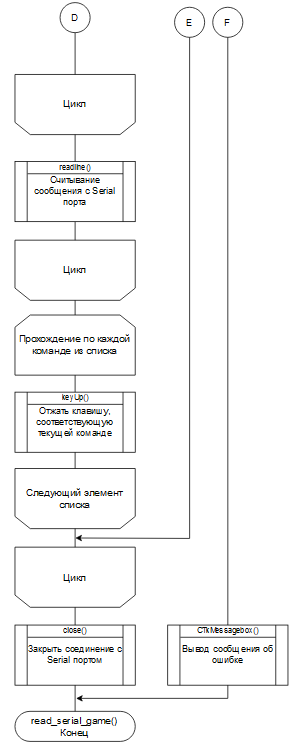 D
E
F
Цикл
readline()
Считывание
сообщения с Serial
порта
Цикл
Прохождение по каждой
команде из списка
keyUp()
Отжать клавишу,
соответствующую
текущей команде
Следующий элемент
списка
Цикл
close()
Закрыть соединение с
Serial портом
CTkMessagebox()
Вывод сообщения об
ошибке
read_serial_game()
Конец